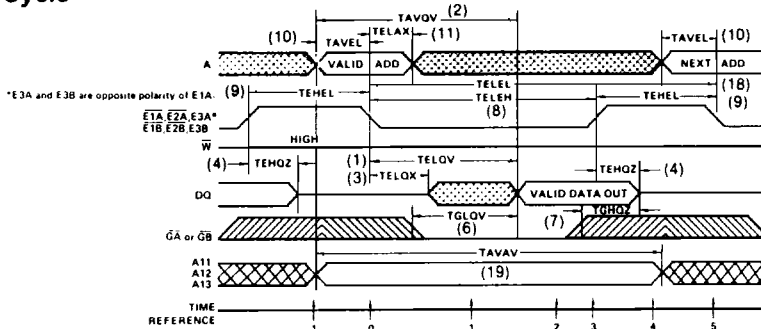 Cycle
TAVQV (2)
(10) TAVEL TELAX (11) TAVEL (10)
A VALID ADD NEXT ADD
TELEL (18)
*E3A and E3B are opposite polarity of E1A.
(9) TEHEL TELEH TEHEL (9)
(8)
E1A, E2A, E3A*
E1B, E2B, E3B
HIGH
W
(4) TEHQZ (1) TELQV TEHQZ (4)
(3) TELQX
DQ VALID DATA OUT
TGLQV (7) TGHQZ
(6)
GA or GB
TAVAV
A11
A12 (19)
A13
TIME
REFERENCE -1 0 1 2 3 4 5